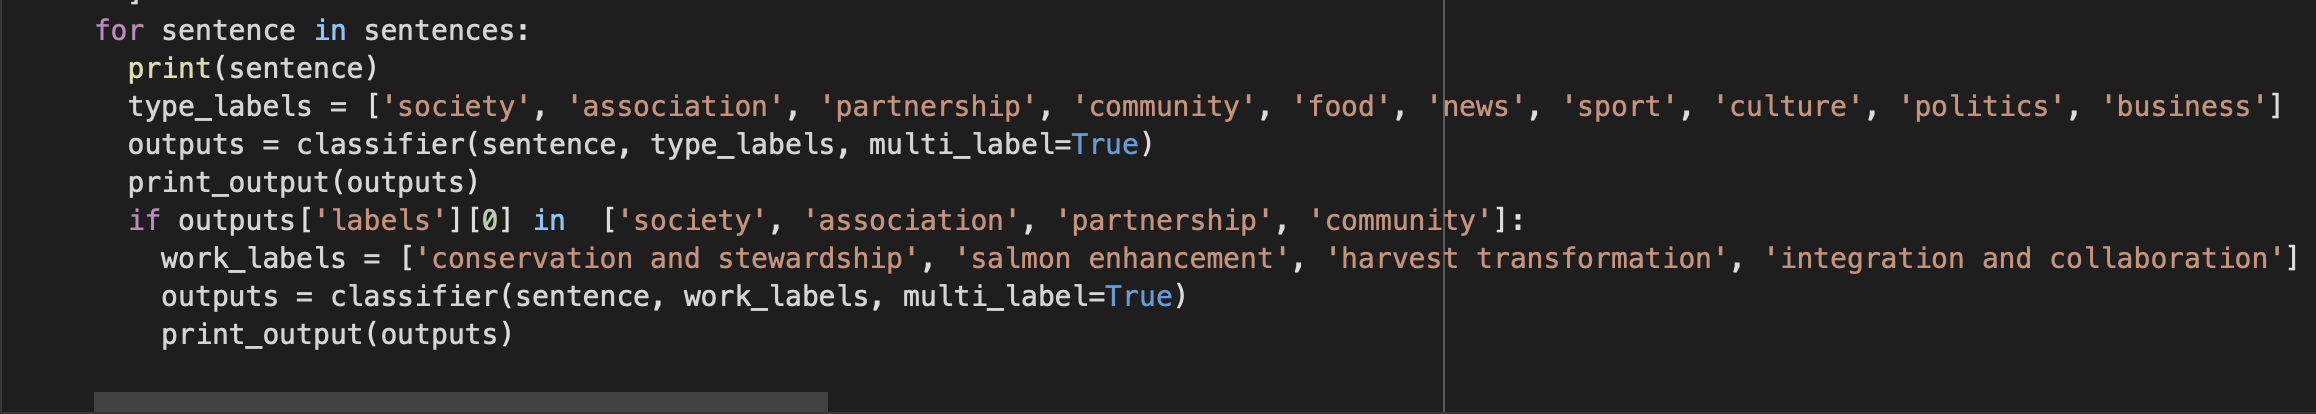 ]
for sentence in sentences:
  print(sentence)
  type_labels = ['society', 'association', 'partnership', 'community', 'food', 'news', 'sport', 'culture', 'politics', 'business']
  outputs = classifier(sentence, type_labels, multi_label=True)
  print_output(outputs)
  if outputs['labels'][0] in  ['society', 'association', 'partnership', 'community']:
    work_labels = ['conservation and stewardship', 'salmon enhancement', 'harvest transformation', 'integration and collaboration']
    outputs = classifier(sentence, work_labels, multi_label=True)
    print_output(outputs)